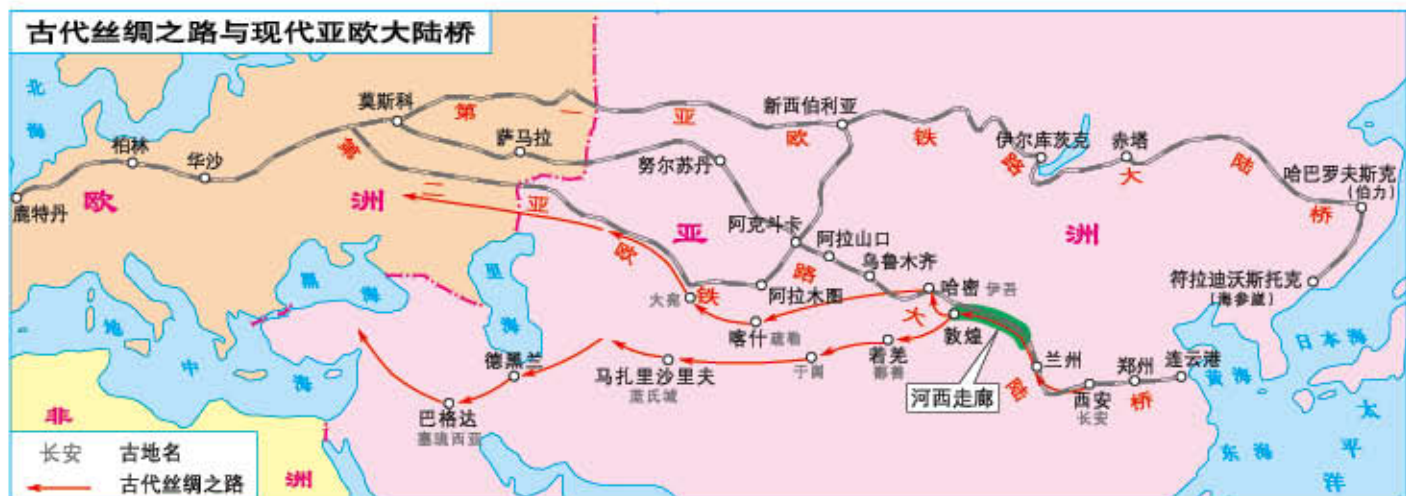 古代丝绸之路与现代亚欧大陆桥
北海
莫斯科
第一亚欧铁路大陆桥
新西伯利亚
柏林
华沙
萨马拉
努尔苏丹
伊尔库茨克
赤塔
哈巴罗夫斯克
(伯力)
鹿特丹
欧洲
第二亚欧铁路大陆桥
亚洲
阿克斗卡
阿拉山口
乌鲁木齐
符拉迪沃斯托克
(海参崴)
黑海
里海
大宛
阿拉木图
哈密 伊吾
喀什 疏勒
敦煌
地中海
德黑兰
马扎里沙里夫
蓝氏城
于阗
若羌
鄯善
兰州
郑州
连云港
日本海
黄海
河西走廊
西安
长安
非洲
巴格达
塞琉西亚
东海
太平洋
长安 古地名
古代丝绸之路